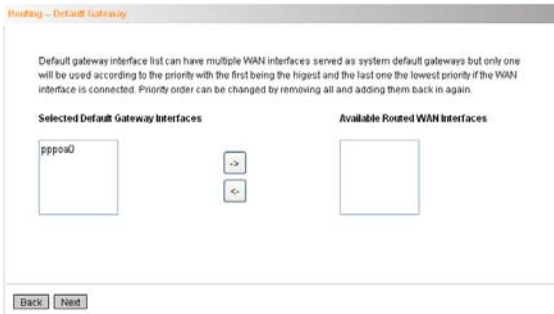 Routing -- Default Gateway
Default gateway interface list can have multiple WAN interfaces served as system default gateways but only one
will be used according to the priority with the first being the higest and the last one the lowest priority if the WAN
interface is connected. Priority order can be changed by removing all and adding them back in again.
Selected Default Gateway Interfaces Available Routed WAN Interfaces
pppoa0
->
<-
Back Next